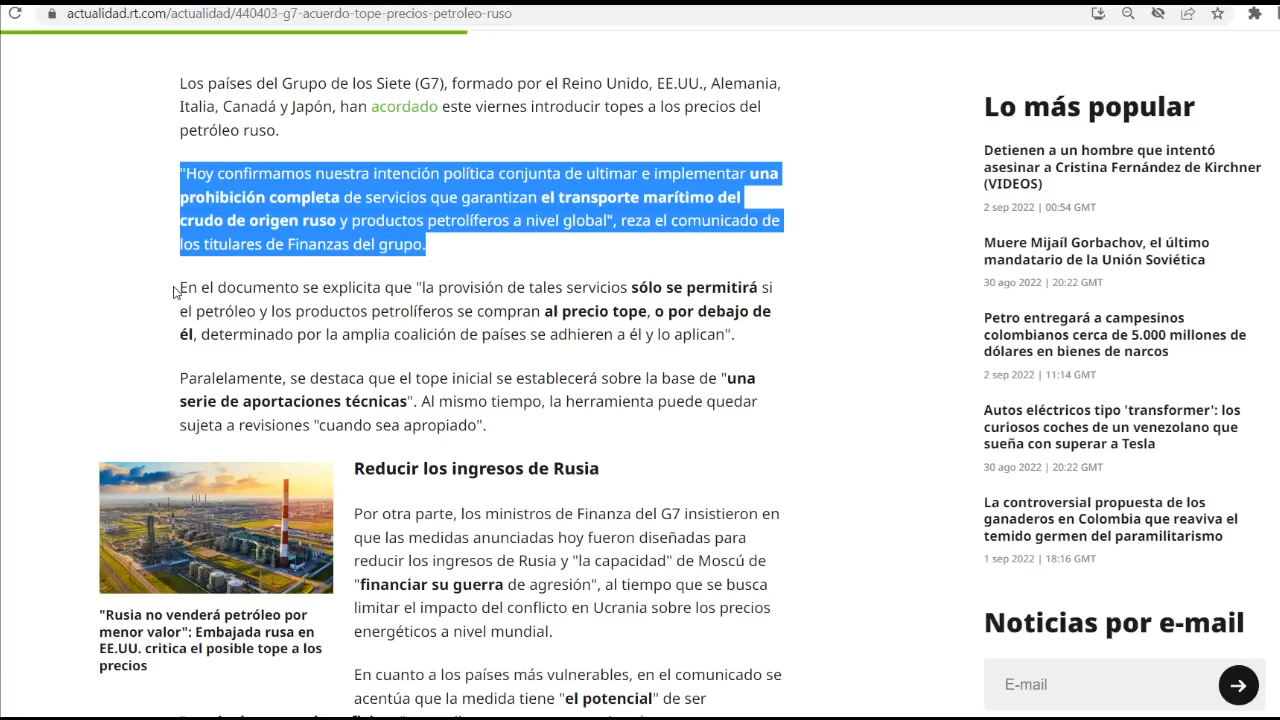 actualidad.rt.com/actualidad/440403-g7-acuerdo-tope-precios-petroleo-ruso
Los países del Grupo de los Siete (G7), formado por el Reino Unido, EE.UU., Alemania,
Italia, Canadá y Japón, han acordado este viernes introducir topes a los precios del
petróleo ruso.
"Hoy confirmamos nuestra intención política conjunta de ultimar e implementar una
prohibición completa de servicios que garantizan el transporte marítimo del
crudo de origen ruso y productos petrolíferos a nivel global", reza el comunicado de
los titulares de Finanzas del grupo.
En el documento se explicita que "la provisión de tales servicios sólo se permitirá si
el petróleo y los productos petrolíferos se compran al precio tope, o por debajo de
él, determinado por la amplia coalición de países se adhieren a él y lo aplican".
Paralelamente, se destaca que el tope inicial se establecerá sobre la base de "una
serie de aportaciones técnicas". Al mismo tiempo, la herramienta puede quedar
sujeta a revisiones "cuando sea apropiado".
Reducir los ingresos de Rusia
Por otra parte, los ministros de Finanza del G7 insistieron en
que las medidas anunciadas hoy fueron diseñadas para
reducir los ingresos de Rusia y "la capacidad" de Moscú de
"financiar su guerra de agresión", al tiempo que se busca
limitar el impacto del conflicto en Ucrania sobre los precios
energéticos a nivel mundial.
En cuanto a los países más vulnerables, en el comunicado se
acentúa que la medida tiene "el potencial" de ser
"Rusia no venderá petróleo por
menor valor": Embajada rusa en
EE.UU. critica el posible tope a los
precios
Lo más popular
Detienen a un hombre que intentó
asesinar a Cristina Fernández de Kirchner
(VIDEOS)
2 sep 2022 | 00:54 GMT
Muere Mijaíl Gorbachov, el último
mandatario de la Unión Soviética
30 ago 2022 | 20:22 GMT
Petro entregará a campesinos
colombianos cerca de 5.000 millones de
dólares en bienes de narcos
2 sep 2022 | 11:14 GMT
Autos eléctricos tipo 'transformer': los
curiosos coches de un venezolano que
sueña con superar a Tesla
30 ago 2022 | 20:22 GMT
La controversial propuesta de los
ganaderos en Colombia que reaviva el
temido germen del paramilitarismo
1 sep 2022 | 18:16 GMT
Noticias por e-mail
E-mail